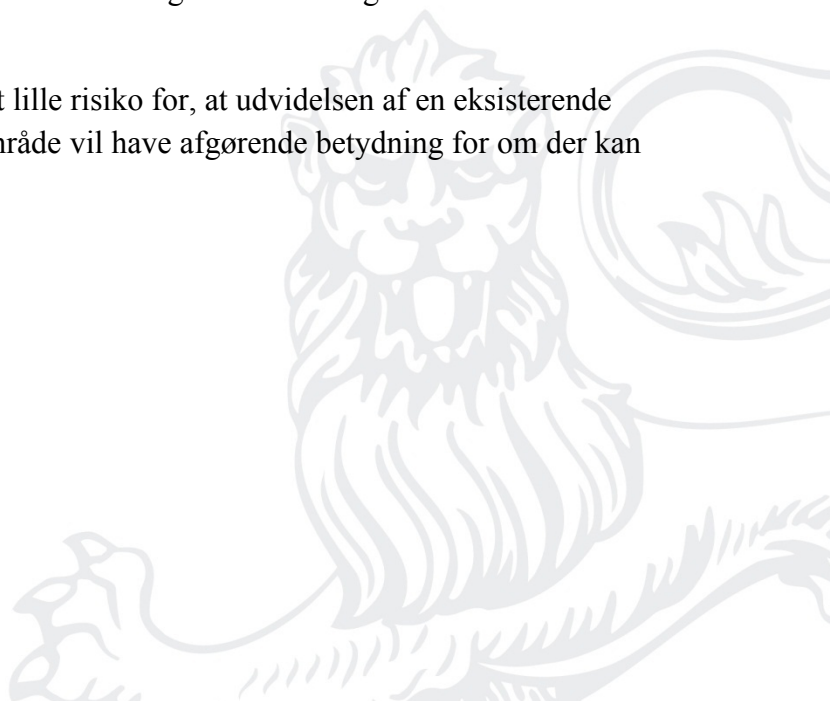 t lille risiko for, at udvidelsen af en eksisterende
nråde vil have afgørende betydning for om der kan